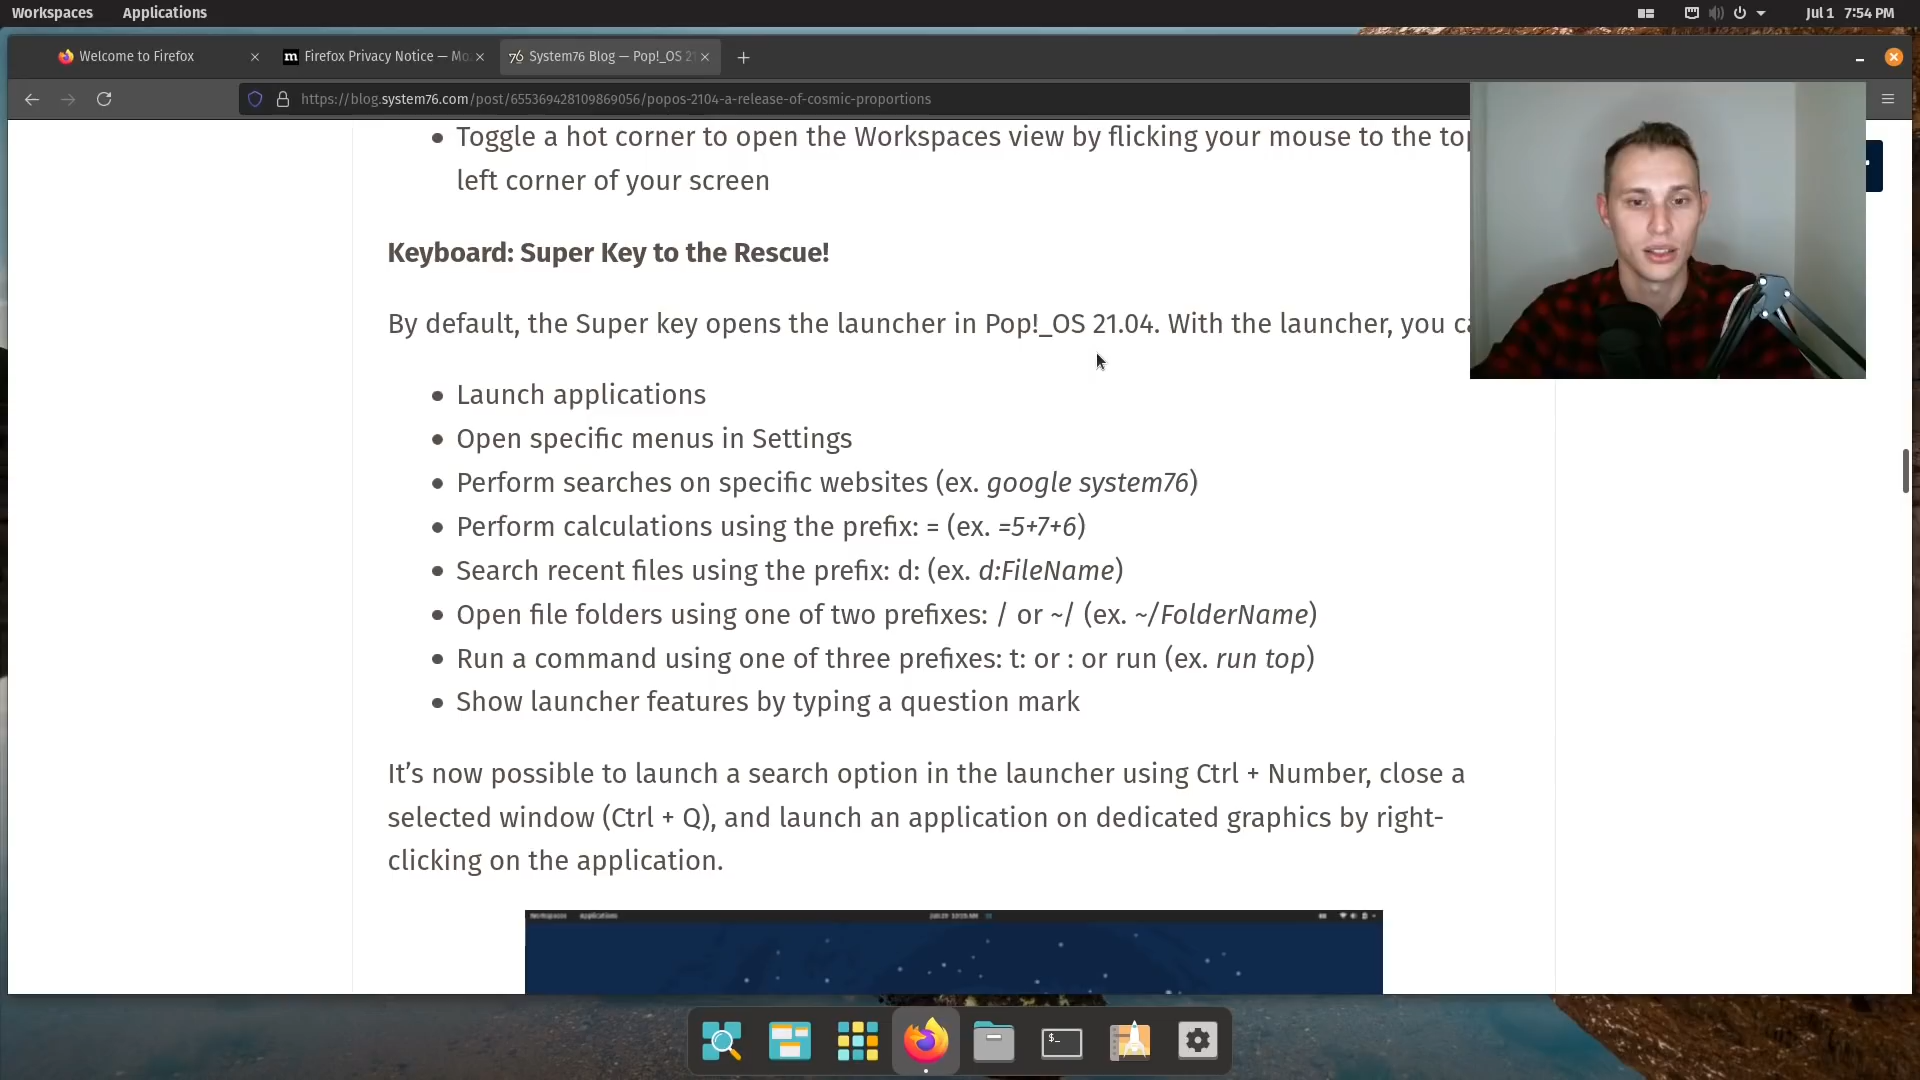 Workspaces Applications Jul 1 7:54 PM
Welcome to Firefox
Firefox Privacy Notice — Mo
System76 Blog — Pop!_OS 21
https://blog.system76.com/post/655369428109869056/popos-2104-a-release-of-cosmic-proportions
• Toggle a hot corner to open the Workspaces view by flicking your mouse to the top
left corner of your screen
Keyboard: Super Key to the Rescue!
By default, the Super key opens the launcher in Pop!_OS 21.04. With the launcher, you ca
• Launch applications
• Open specific menus in Settings
• Perform searches on specific websites (ex. google system76)
• Perform calculations using the prefix: = (ex. =5+7+6)
• Search recent files using the prefix: d: (ex. d:FileName)
• Open file folders using one of two prefixes: / or ~/ (ex. ~/FolderName)
• Run a command using one of three prefixes: t: or : or run (ex. run top)
• Show launcher features by typing a question mark
It’s now possible to launch a search option in the launcher using Ctrl + Number, close a
selected window (Ctrl + Q), and launch an application on dedicated graphics by right-
clicking on the application.
Workspaces Applications